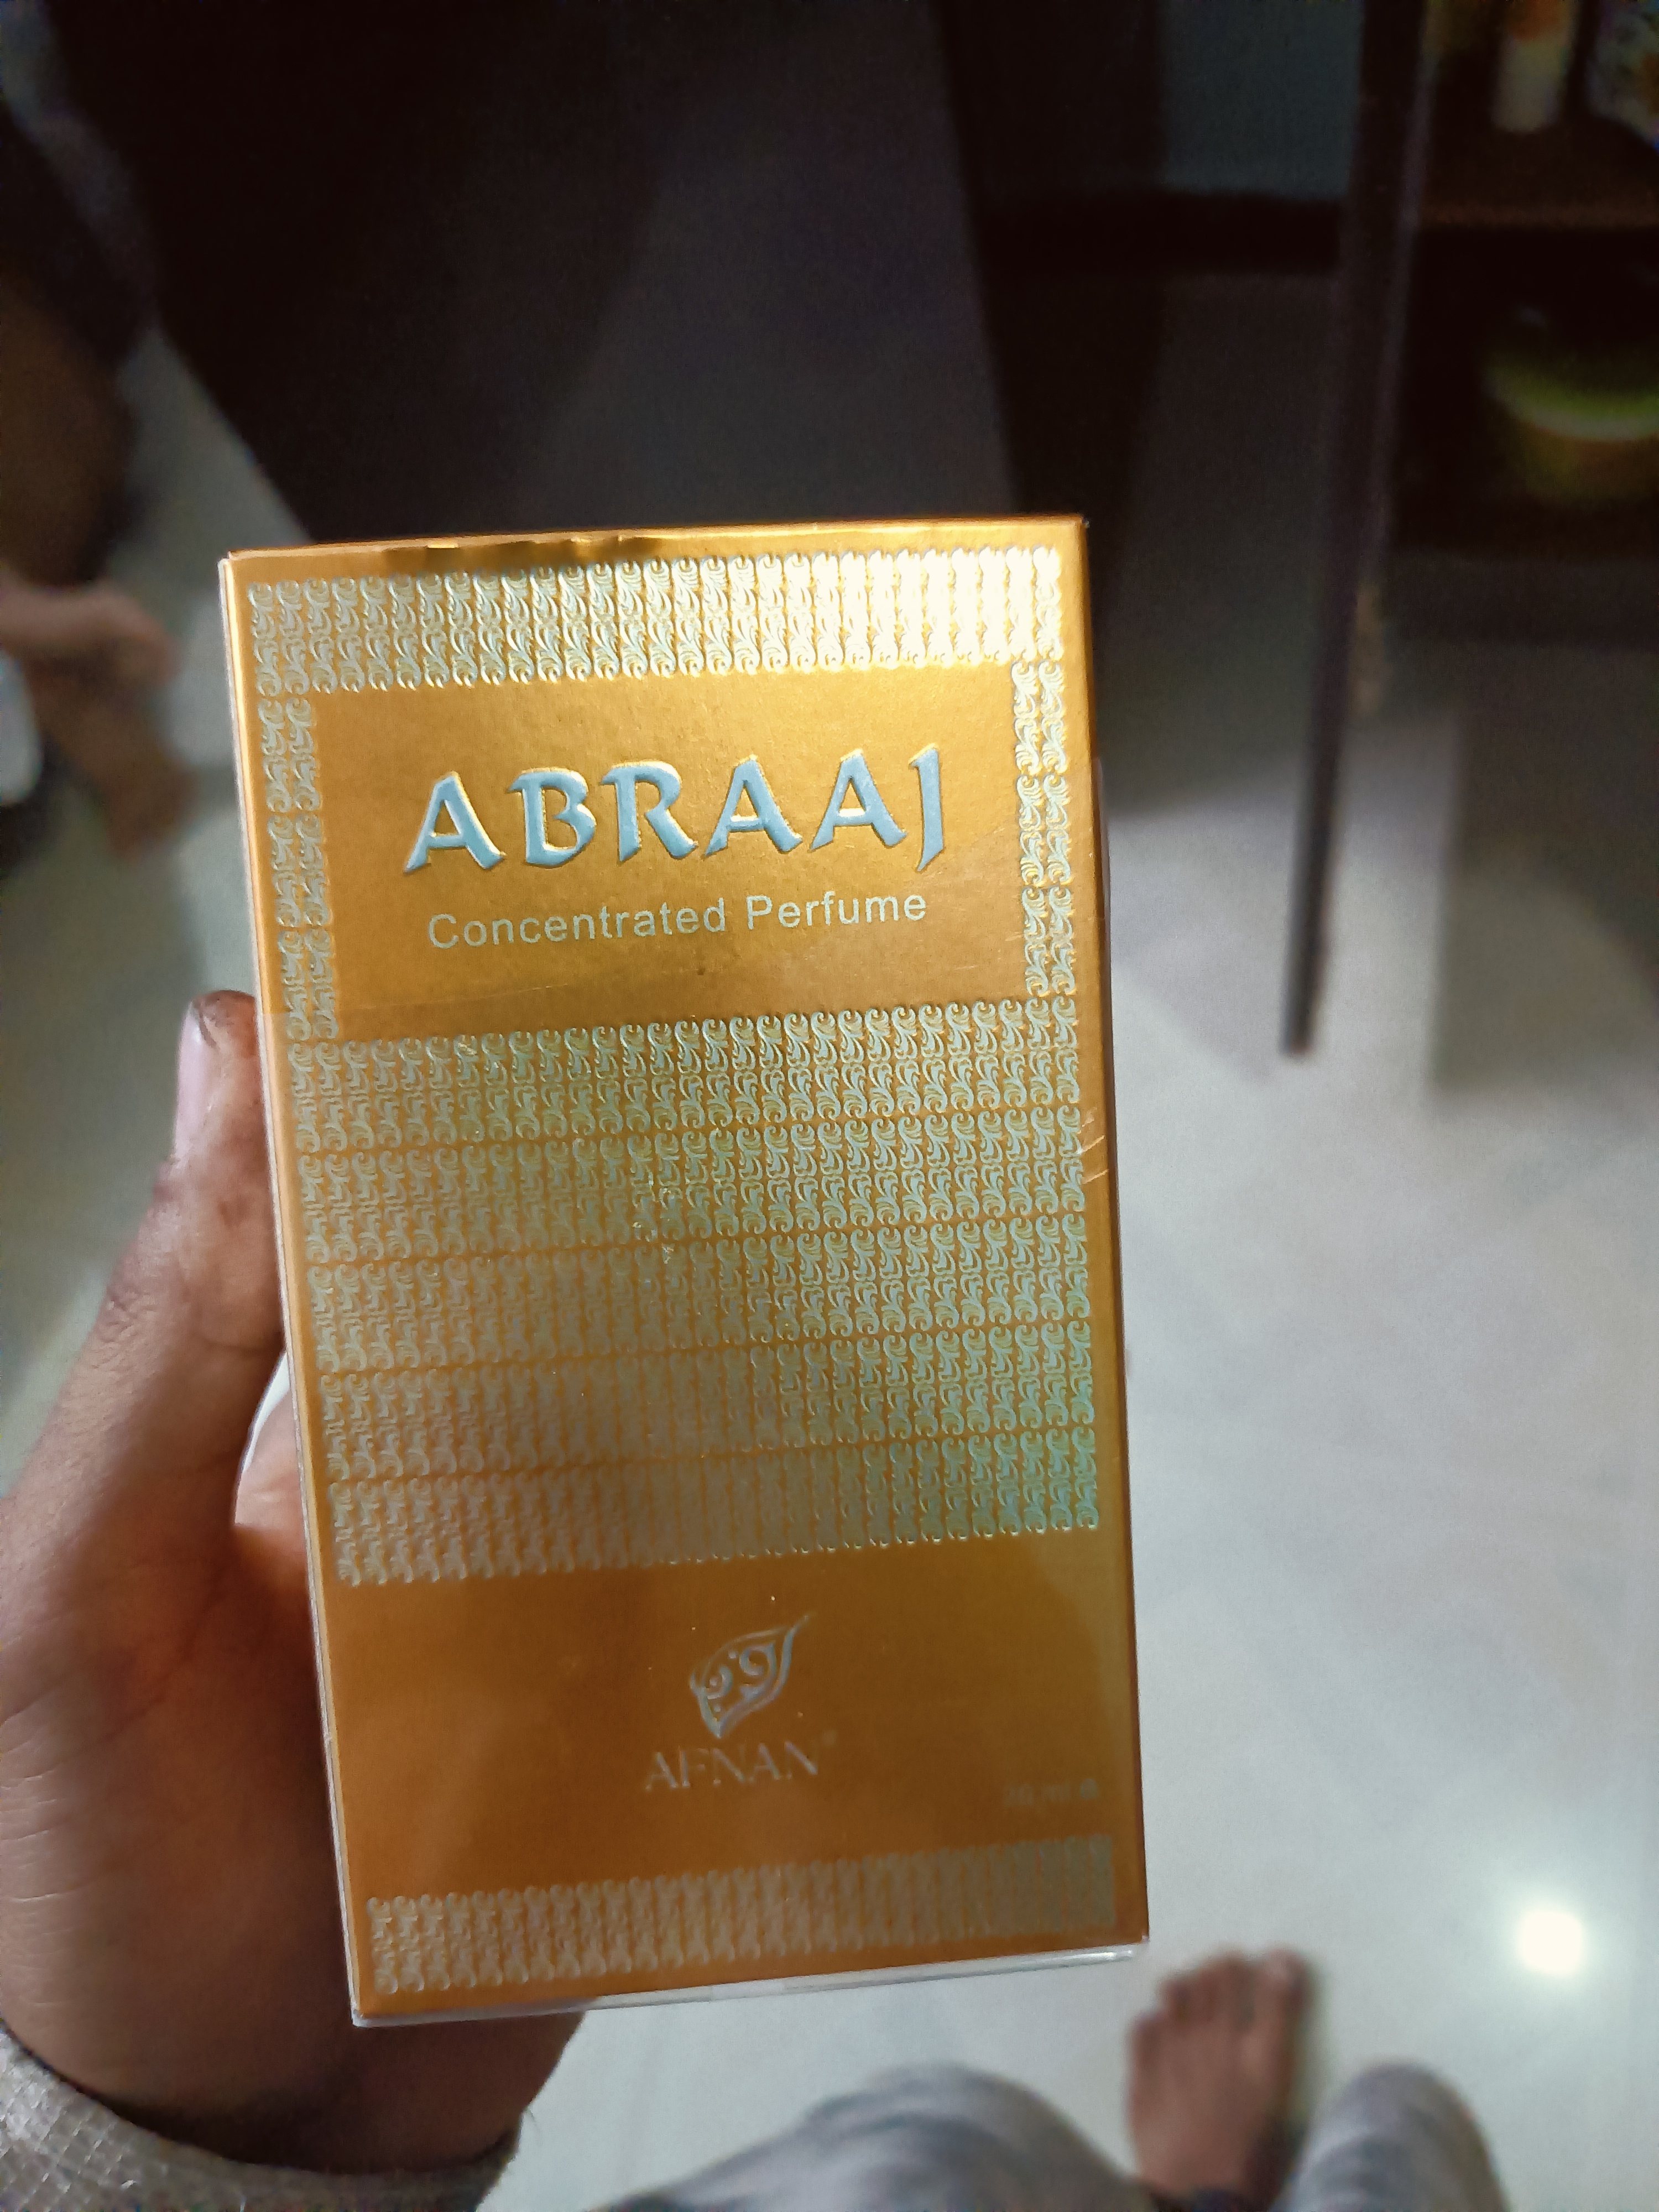 ABRAAJ
Concentrated Perfume
AFNAN